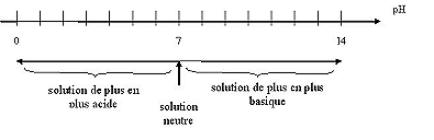 pH
0 7 14
solution de plus en
plus acide
solution de plus en plus
basique
solution
neutre